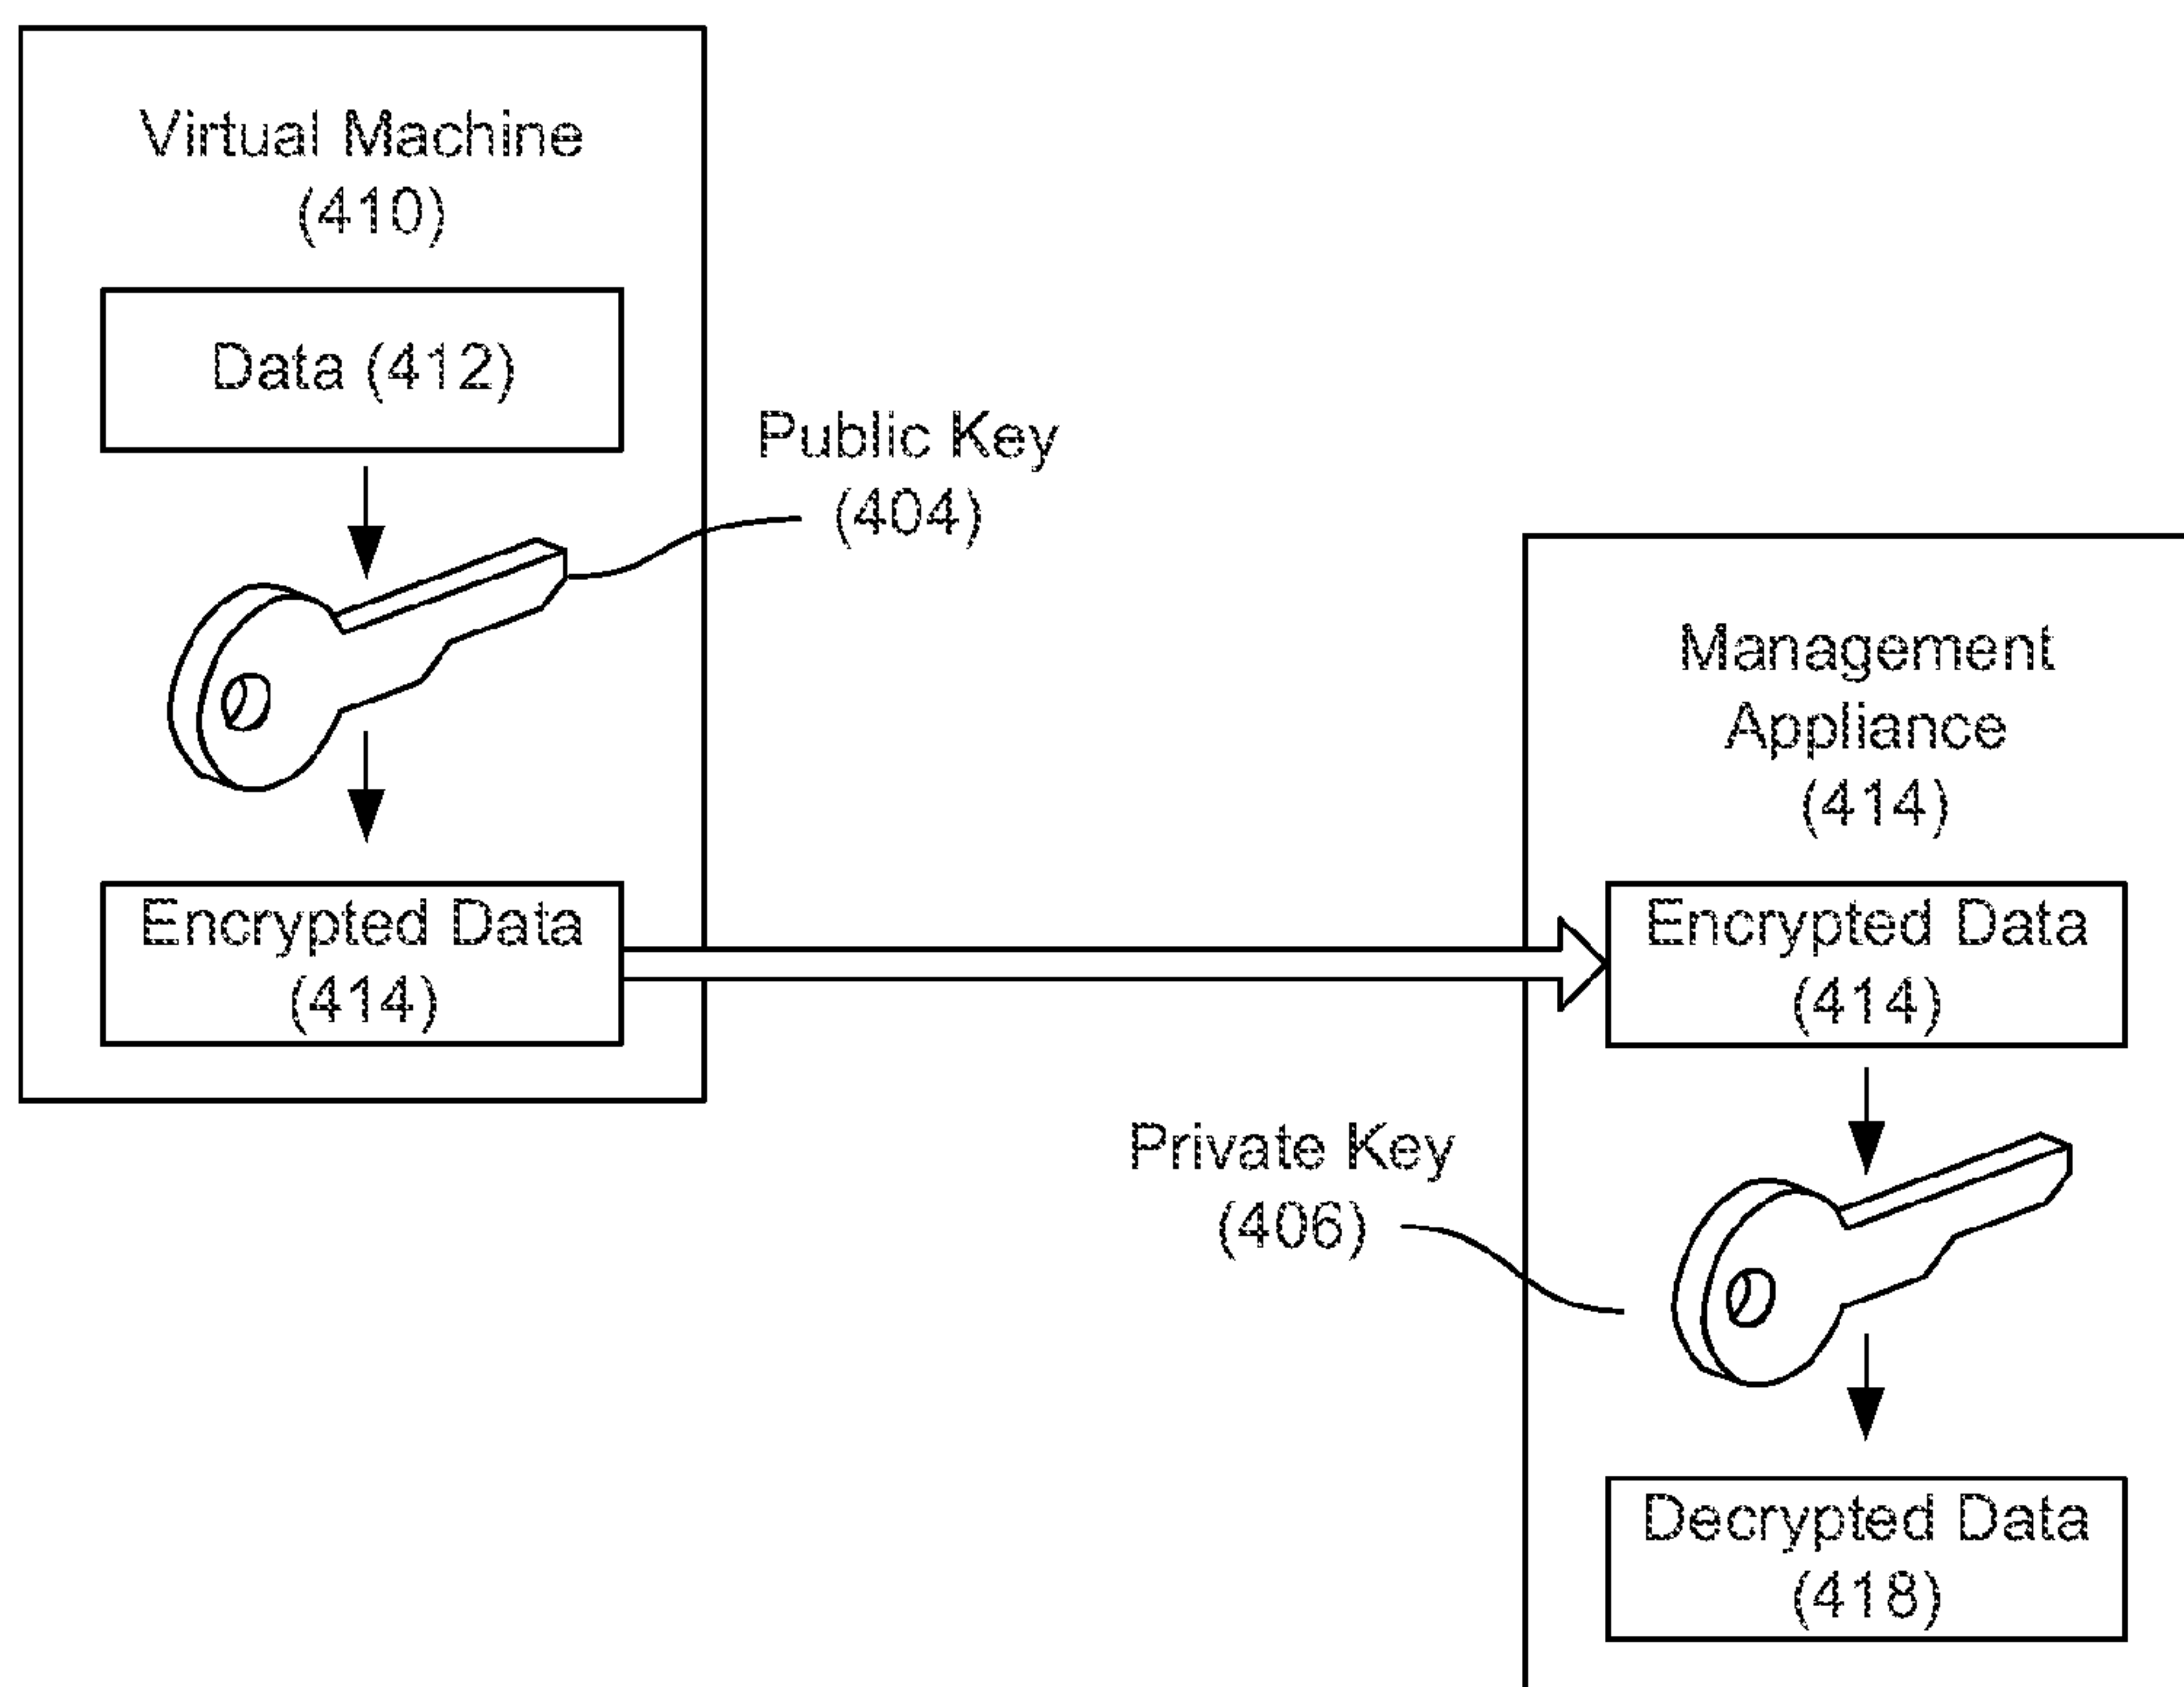 Virtual Machine
(410)
Data (412)
Public Key
(404)
Encrypted Data
(414)
Management
Appliance
(414)
Encrypted Data
(414)
Private Key
(406)
Decrypted Data
(418)